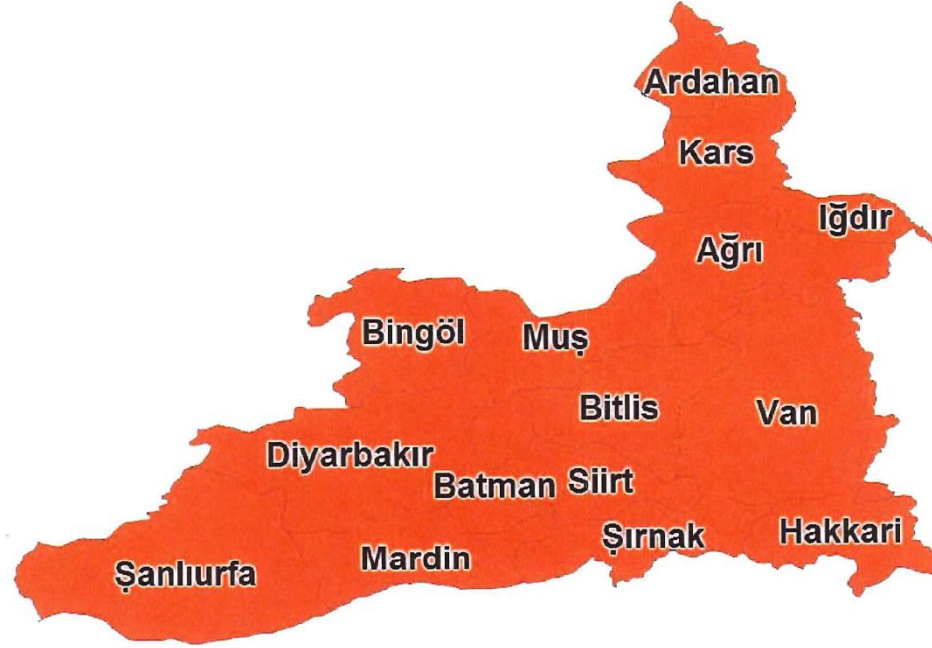 Ardahan
Kars
Iğdır
Ağrı
Bingöl
Muş
Bitlis
Van
Diyarbakır
Batman
Siirt
Şırnak
Hakkari
Mardin
Şanlıurfa